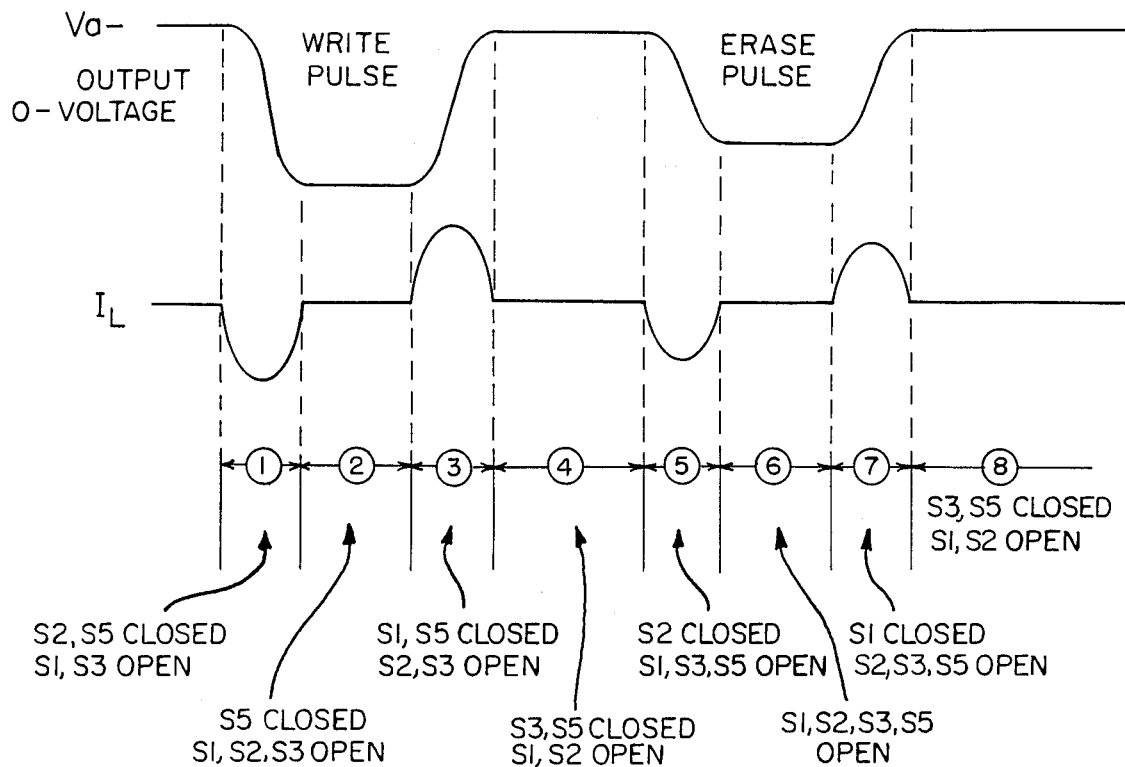 Va-
WRITE
PULSE
ERASE
PULSE
OUTPUT
0-VOLTAGE
IL
1
2
3
4
5
6
7
8
S3, S5 CLOSED
S1, S2 OPEN
S2, S5 CLOSED
S1, S3 OPEN
S1, S5 CLOSED
S2, S3 OPEN
S2 CLOSED
S1, S3, S5 OPEN
S1 CLOSED
S2, S3, S5 OPEN
S5 CLOSED
S1, S2, S3 OPEN
S3, S5 CLOSED
S1, S2 OPEN
S1, S2, S3, S5
OPEN